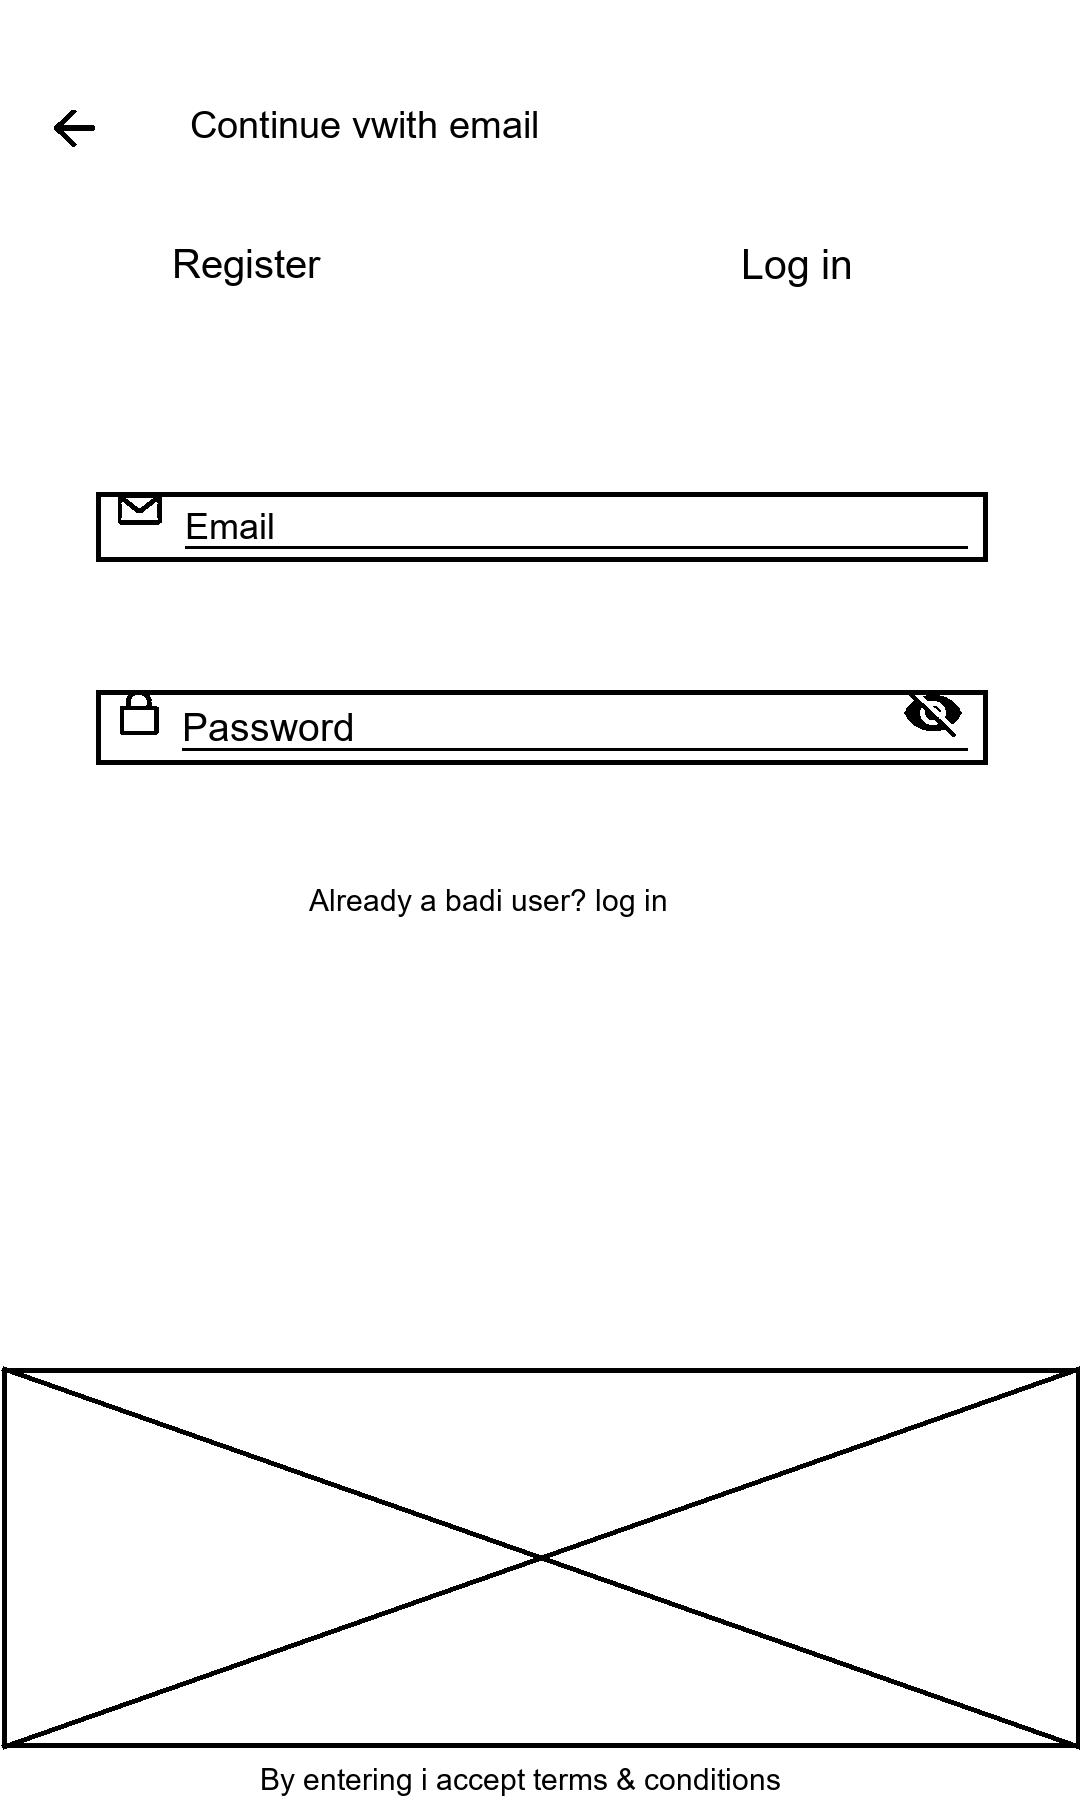 Continue vwith email
Register
Log in
Email
Password
Already a badi user? log in
By entering i accept terms & conditions